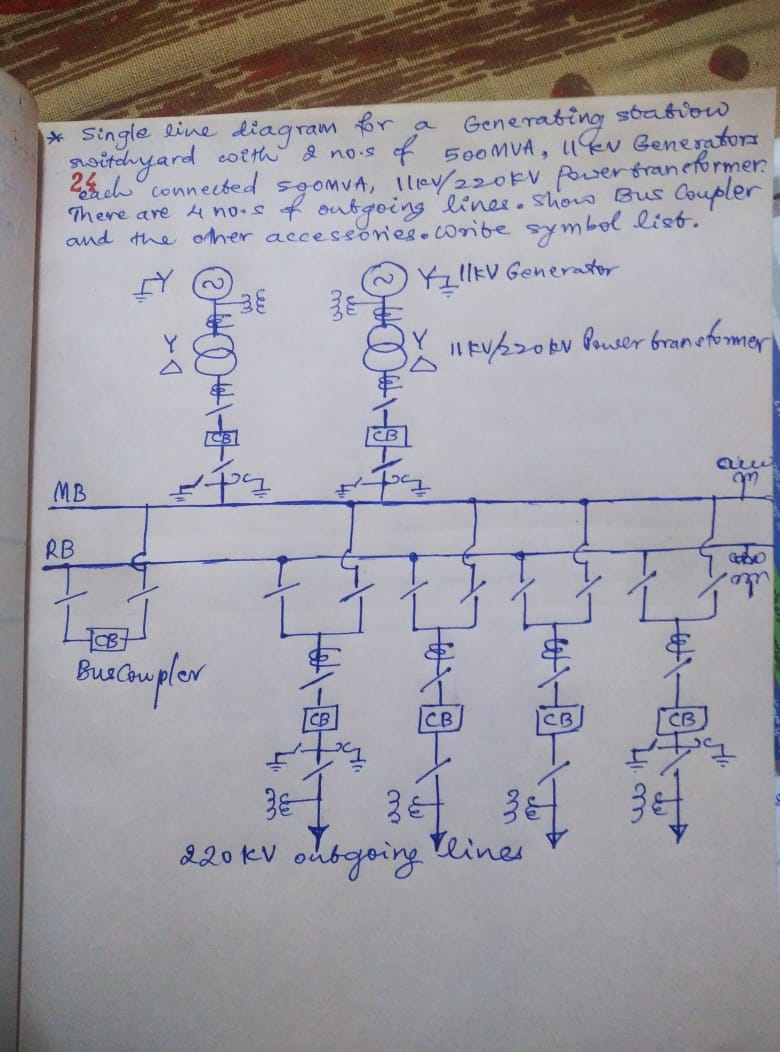 * Single line diagram for a Generating station
switchyard with 2 no.s of 500MVA, 11kV Generators
24
each connected 500MVA, 11kV/220kV Power transformer.
There are 4 no.s of outgoing lines. Show Bus Coupler
and the other accessories. Write symbol list.
Y ~ ~ Y 11kV Generator
Y Δ Y Δ 11kV/220kV Power transformer
CB CB
MB
RB
CB
Bus Coupler
CB CB CB CB
220kV outgoing lines